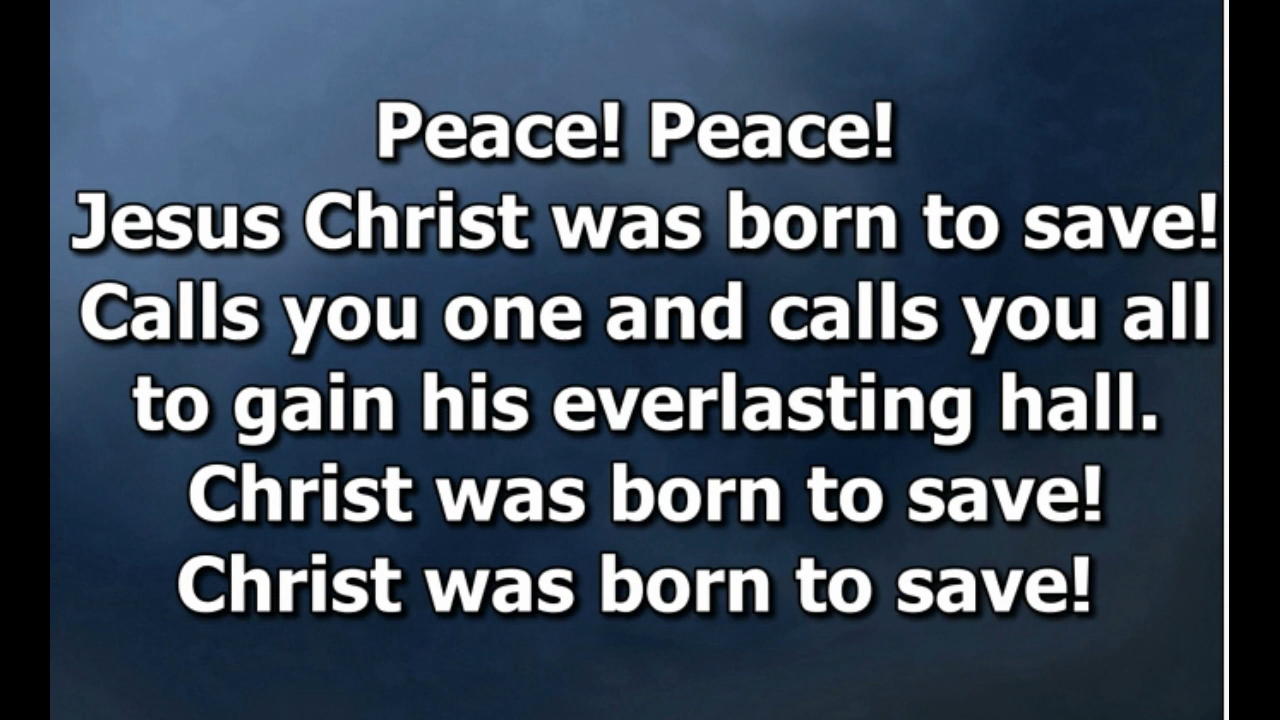 Peace! Peace!
Jesus Christ was born to save!
Calls you one and calls you all
to gain his everlasting hall.
Christ was born to save!
Christ was born to save!